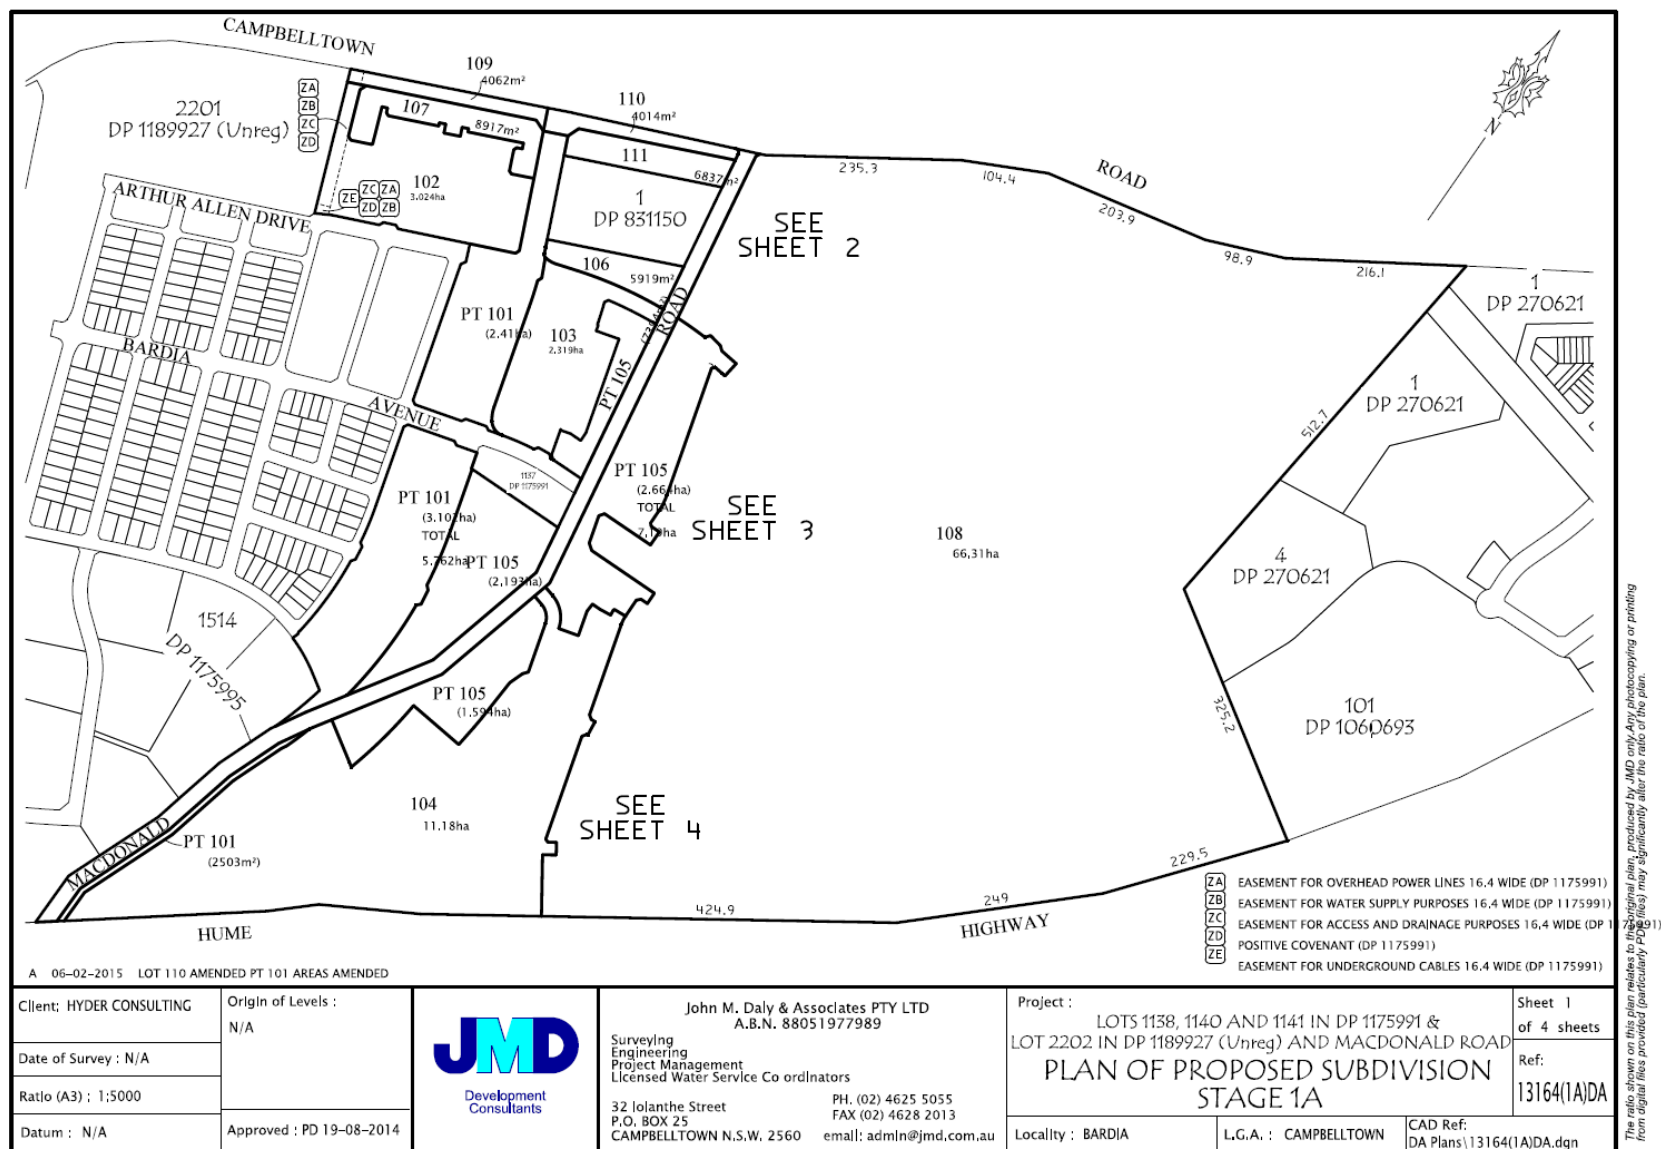 CAMPBELLTOWN
109
4062m²
110
4014m²
ZA
ZB
ZC
ZD
2201
DP 1189927 (Unreg)
107
8917m²
111
6837m²
ROAD
235.3
104.4
203.9
98.9
216.1
N
102
3.024ha
ZC ZA
ZE
ZD ZB
1
DP 831150
SEE
SHEET 2
ARTHUR ALLEN DRIVE
106
5919m²
1
DP 270621
PT 101
(2.41ha)
103
2.319ha
ROAD
PT 105
BARDIA
AVENUE
1
DP 270621
512.7
1137
DP 1175991
PT 105
(2.664ha)
TOTAL
PT 101
TOTAL
SEE
SHEET 3
108
66.31ha
PT 105
4
DP 270621
1514
DP 1175995
PT 105
(1.594ha)
325.2
101
DP 1060693
104
11.18ha
SEE
SHEET 4
MACDONALD
PT 101
(2503m²)
229.5
249
424.9
HUME
HIGHWAY
ZA EASEMENT FOR OVERHEAD POWER LINES 16.4 WIDE (DP 1175991)
ZB EASEMENT FOR WATER SUPPLY PURPOSES 16.4 WIDE (DP 1175991)
ZC EASEMENT FOR ACCESS AND DRAINAGE PURPOSES 16.4 WIDE (DP 1175991)
ZD POSITIVE COVENANT (DP 1175991)
ZE EASEMENT FOR UNDERGROUND CABLES 16.4 WIDE (DP 1175991)
A 06-02-2015 LOT 110 AMENDED PT 101 AREAS AMENDED
Client: HYDER CONSULTING
Date of Survey : N/A
Ratio (A3) : 1:5000
Datum : N/A
Origin of Levels :
N/A
Approved : PD 19-08-2014
JMD
Development
Consultants
John M. Daly & Associates PTY LTD
A.B.N. 88051977989
Surveying
Engineering
Project Management
Licensed Water Service Co ordinators
32 Iolanthe Street
P.O. BOX 25
CAMPBELLTOWN N.S.W. 2560
PH. (02) 4625 5055
FAX (02) 4628 2013
email: admin@jmd.com.au
Project :
LOTS 1138, 1140 AND 1141 IN DP 1175991 &
LOT 2202 IN DP 1189927 (Unreg) AND MACDONALD ROAD
PLAN OF PROPOSED SUBDIVISION
STAGE 1A
Locality : BARDIA
L.G.A. : CAMPBELLTOWN
Sheet 1
of 4 sheets
Ref:
13164(1A)DA
CAD Ref:
DA Plans\13164(1A)DA.dgn
The ratio shown on this plan relates to the original plan, produced by JMD only. Any photocopying or printing
from digital files provided (particularly PDF files) may significantly alter the ratio of the plan.